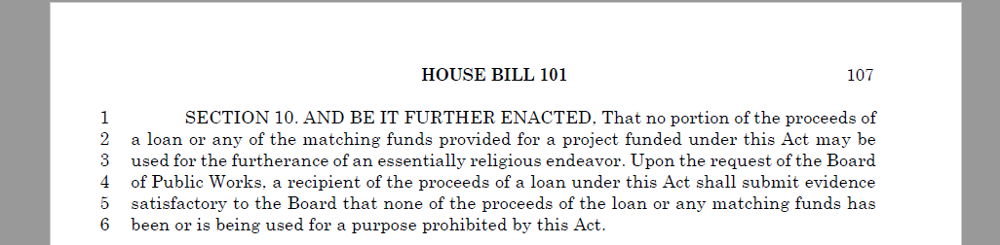 HOUSE BILL 101 107
1 SECTION 10. AND BE IT FURTHER ENACTED, That no portion of the proceeds of
2 a loan or any of the matching funds provided for a project funded under this Act may be
3 used for the furtherance of an essentially religious endeavor. Upon the request of the Board
4 of Public Works, a recipient of the proceeds of a loan under this Act shall submit evidence
5 satisfactory to the Board that none of the proceeds of the loan or any matching funds has
6 been or is being used for a purpose prohibited by this Act.